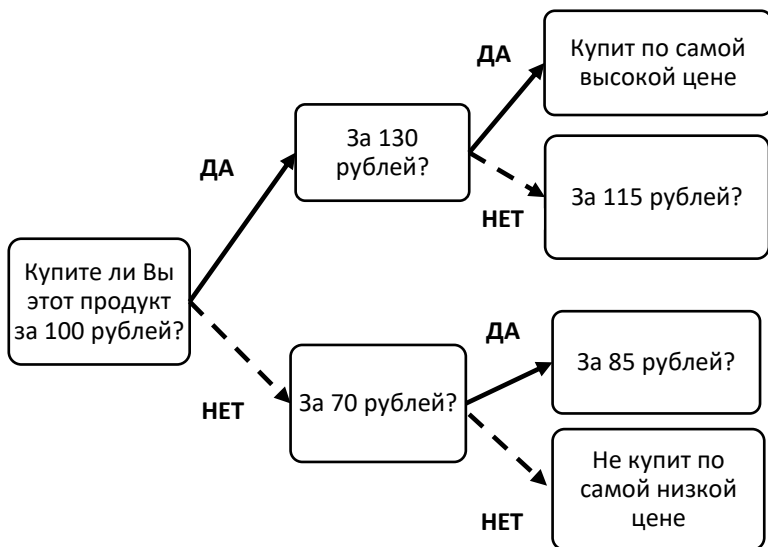 Купите ли Вы
этот продукт
за 100 рублей?
ДА
НЕТ
За 130
рублей?
ДА
НЕТ
Купит по самой
высокой цене
За 115 рублей?
За 70 рублей?
ДА
НЕТ
За 85 рублей?
Не купит по
самой низкой
цене